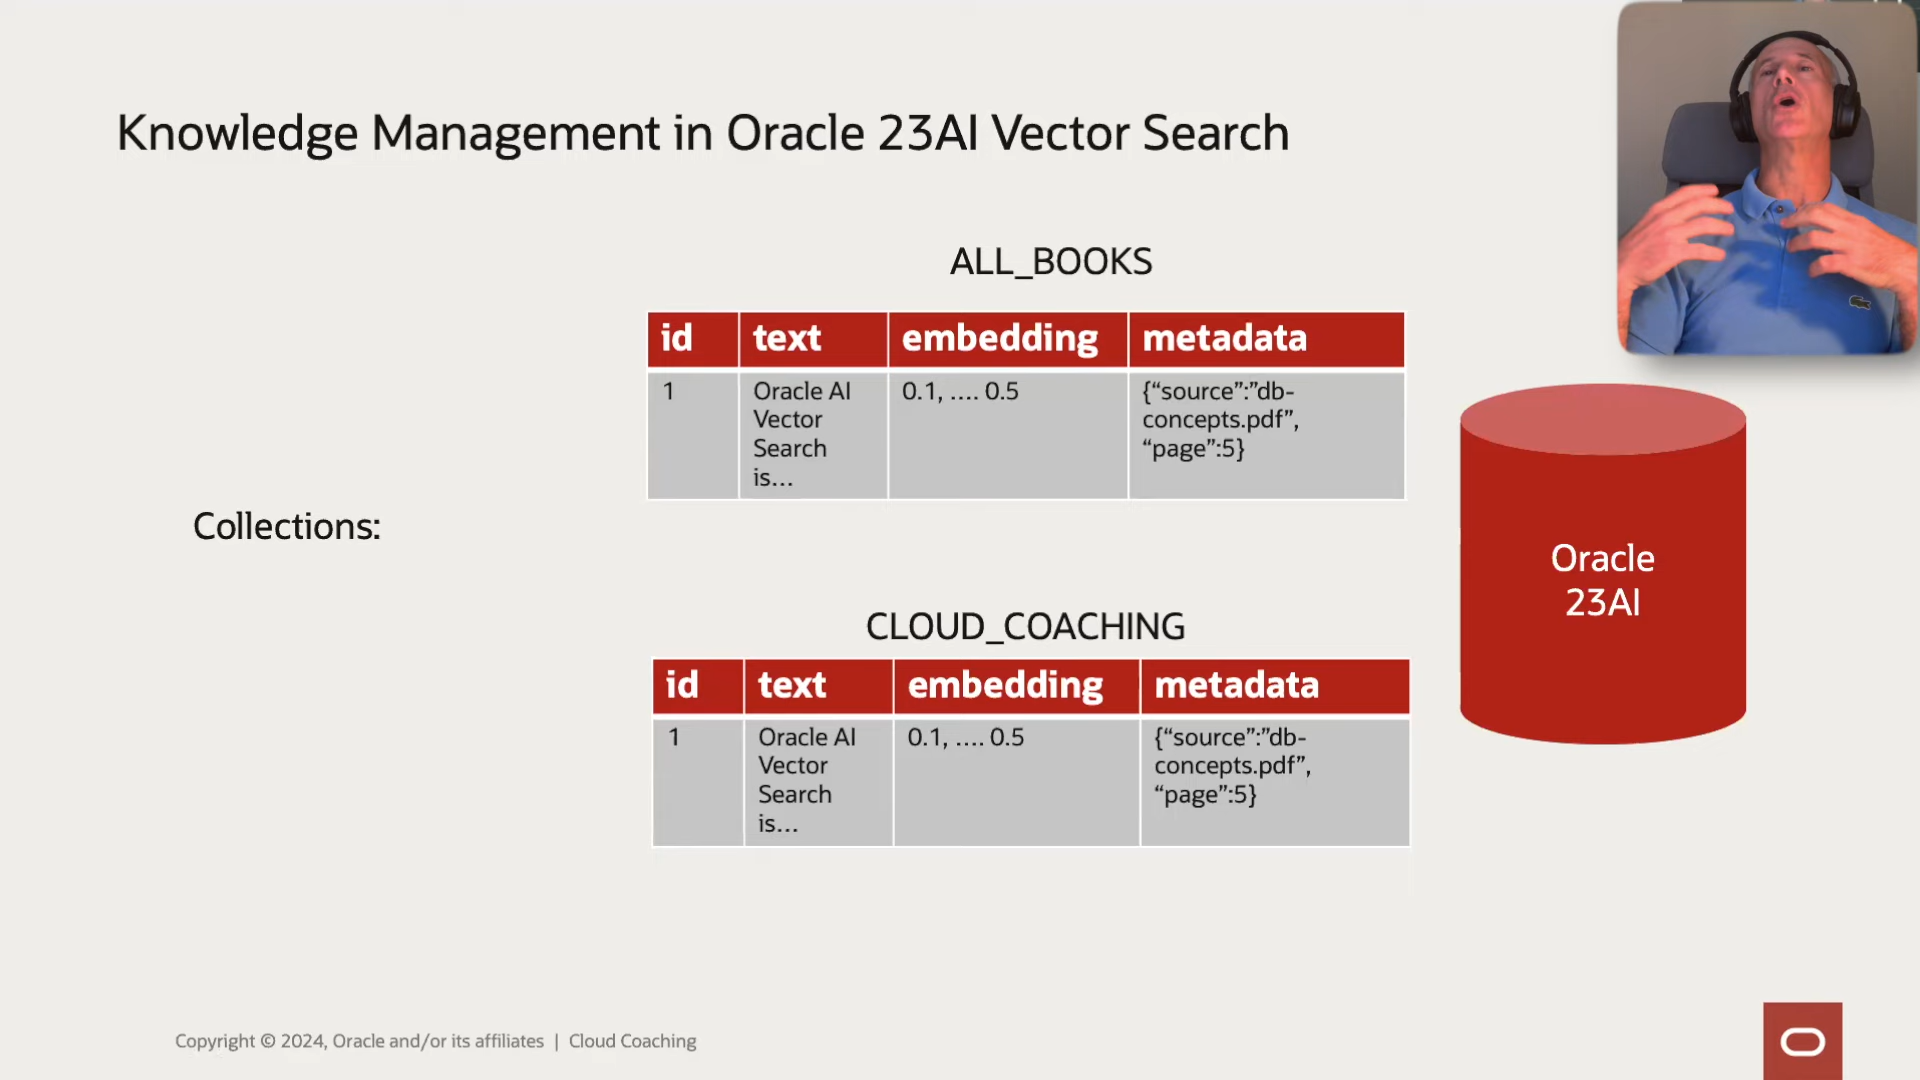 Knowledge Management in Oracle 23AI Vector Search
ALL_BOOKS
id text embedding metadata
1 Oracle AI 0.1, .... 0.5 {“source”:”db-
Vector concepts.pdf”,
Search “page”:5}
is...
Collections:
Oracle
23AI
CLOUD_COACHING
id text embedding metadata
1 Oracle AI 0.1, .... 0.5 {“source”:”db-
Vector concepts.pdf”,
Search “page”:5}
is...
Copyright © 2024, Oracle and/or its affiliates | Cloud Coaching